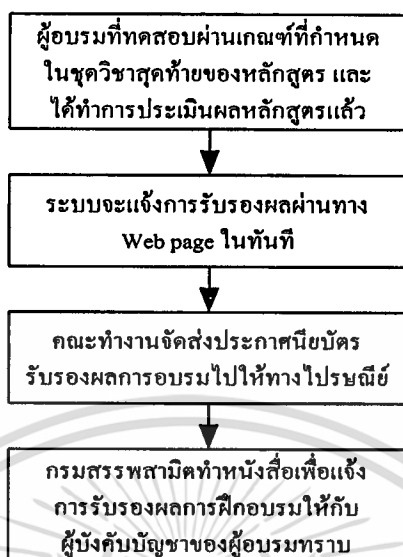 ผู้อบรมที่ทดสอบผ่านเกณฑ์ที่กำหนด
ในชุดวิชาสุดท้ายของหลักสูตร และ
ได้ทำการประเมินผลหลักสูตรแล้ว
ระบบจะแจ้งการรับรองผลผ่านทาง
Web page ในทันที
คณะทำงานจัดส่งประกาศนียบัตร
รับรองผลการอบรมไปให้ทางไปรษณีย์
กรมสรรพสามิตทำหนังสือเพื่อแจ้ง
การรับรองผลการฝึกอบรมให้กับ
ผู้บังคับบัญชาของผู้อบรมทราบ